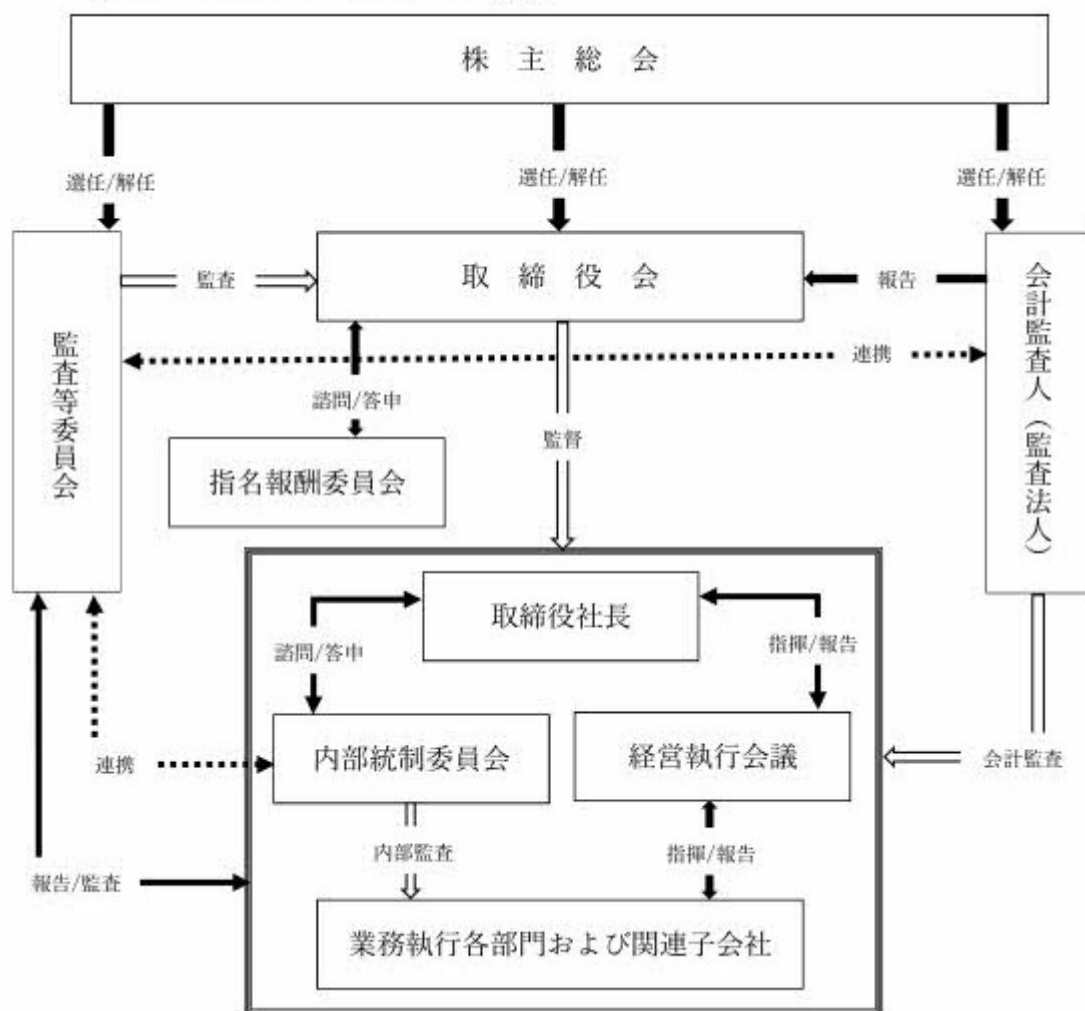 株主総会
選任/解任
選任/解任
選任/解任
監査等委員会
監査
取締役会
報告
会計監査人(監査法人)
連携
諮問/答申
監督
指名報酬委員会
取締役社長
諮問/答申
指揮/報告
内部統制委員会
経営執行会議
連携
会計監査
内部監査
指揮/報告
報告/監査
業務執行各部門および関連子会社